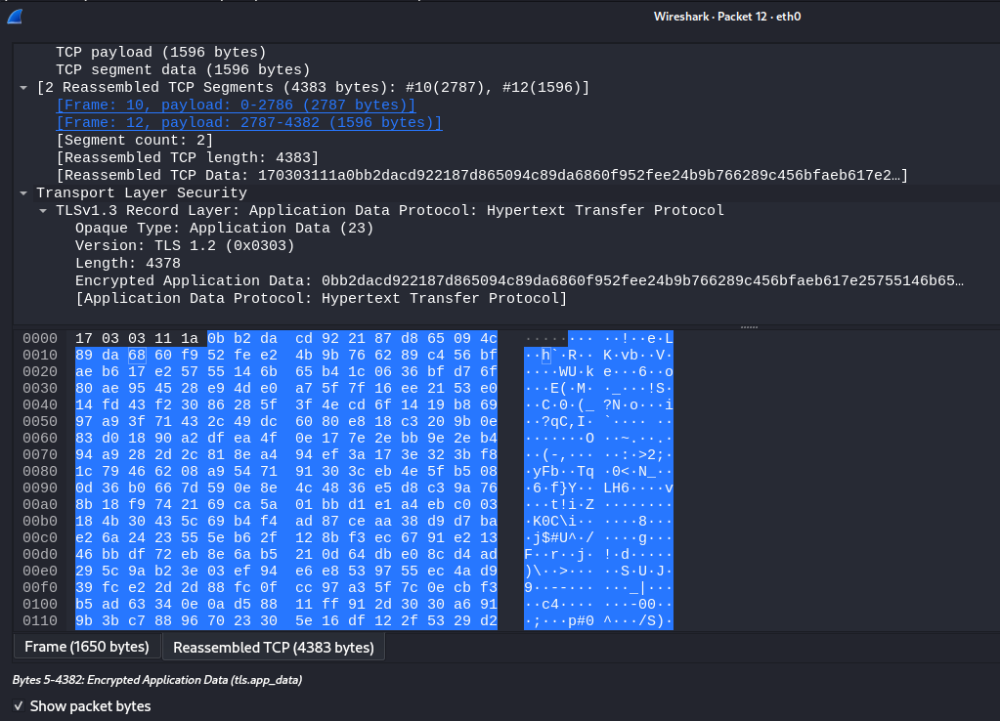 Wireshark · Packet 12 · eth0
TCP payload (1596 bytes)
TCP segment data (1596 bytes)
[2 Reassembled TCP Segments (4383 bytes): #10(2787), #12(1596)]
[Frame: 10, payload: 0-2786 (2787 bytes)]
[Frame: 12, payload: 2787-4382 (1596 bytes)]
[Segment count: 2]
[Reassembled TCP length: 4383]
[Reassembled TCP Data: 170303111a0bb2dacd922187d865094c89da6860f952fee24b9b766289c456bfaeb617e2…]
Transport Layer Security
TLSv1.3 Record Layer: Application Data Protocol: Hypertext Transfer Protocol
Opaque Type: Application Data (23)
Version: TLS 1.2 (0x0303)
Length: 4378
Encrypted Application Data: 0bb2dacd922187d865094c89da6860f952fee24b9b766289c456bfaeb617e25755146b65…
[Application Data Protocol: Hypertext Transfer Protocol]
0000 17 03 03 11 1a 0b b2 da cd 92 21 87 d8 65 09 4c ········ ··!··e·L
0010 89 da 68 60 f9 52 fe e2 4b 9b 76 62 89 c4 56 bf ··h`·R·· K·vb··V·
0020 ae b6 17 e2 57 55 14 6b 65 b4 1c 06 36 bf d7 6f ····WU·k e···6··o
0030 80 ae 95 45 28 e9 4d e0 a7 5f 7f 16 ee 21 53 e0 ···E(·M· ·_···!S·
0040 14 fd 43 f2 30 86 28 5f 3f 4e cd 6f 14 19 b8 69 ··C·0·(_ ?N·o···i
0050 97 a9 3f 71 43 2c 49 dc 60 80 e8 18 c3 20 9b 0e ··?qC,I· `···· ··
0060 83 d0 18 90 a2 df ea 4f 0e 17 7e 2e bb 9e 2e b4 ·······O ··~.··.·
0070 94 a9 28 2d 2c 81 8e a4 94 ef 3a 17 3e 32 3b f8 ··(-,··· ··:·>2;·
0080 1c 79 46 62 08 a9 54 71 91 30 3c eb 4e 5f b5 08 ·yFb··Tq ·0<·N_··
0090 0d 36 b0 66 7d 59 0e 8e 4c 48 36 e5 d8 c3 9a 76 ·6·f}Y·· LH6····v
00a0 8b 18 f9 74 21 69 ca 5a 01 bb d1 e1 a4 eb c0 03 ···t!i·Z ········
00b0 18 4b 30 43 5c 69 b4 f4 ad 87 ce aa 38 d9 d7 ba ·K0C\i·· ····8···
00c0 e2 6a 24 23 55 5e b6 2f 12 8b f3 ec 67 91 e2 13 ·j$#U^·/ ····g···
00d0 46 bb df 72 eb 8e 6a b5 21 0d 64 db e0 8c d4 ad F··r··j· !·d·····
00e0 29 5c 9a b2 3e 03 ef 94 e6 e8 53 97 55 ec 4a d9 )\··>··· ··S·U·J·
00f0 39 fc e2 2d 2d 88 fc 0f cc 97 a3 5f 7c 0e cb f3 9··--··· ···_|···
0100 b5 ad 63 34 0e 0a d5 88 11 ff 91 2d 30 30 a6 91 ··c4···· ···-00··
0110 9b 3b c7 88 96 70 23 30 5e 16 df 12 2f 53 29 d2 ·;···p#0 ^···/S)·
Frame (1650 bytes) Reassembled TCP (4383 bytes)
Bytes 5-4382: Encrypted Application Data (tls.app_data)
Show packet bytes